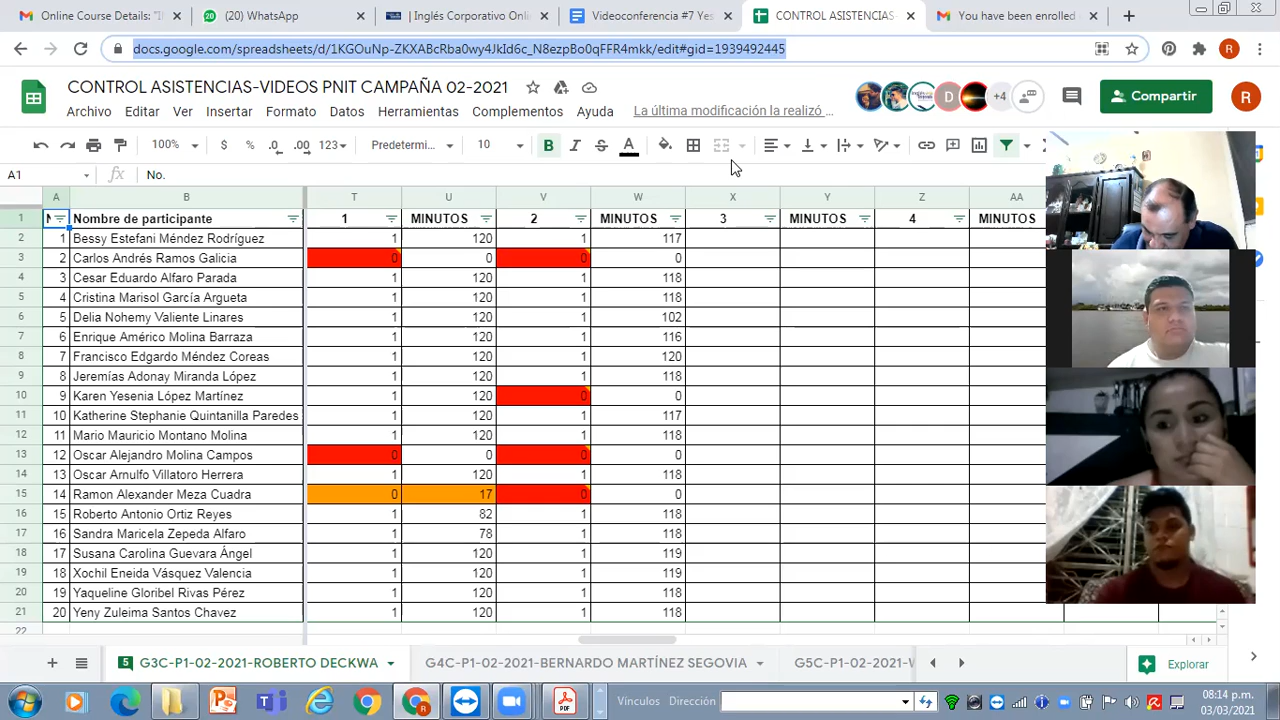 Online Course Details "I
(20) WhatsApp
Inglés Corporativo Onli
Videoconferencia #7 Yes
CONTROL ASISTENCIAS-
You have been enrolled
docs.google.com/spreadsheets/d/1KGOuNp-ZKXABcRba0wy4JkId6c_N8ezpBo0qFFR4mkk/edit#gid=1939492445
R
CONTROL ASISTENCIAS-VIDEOS PNIT CAMPAÑA 02-2021
D
+4
Compartir
R
Archivo Editar Ver Insertar Formato Datos Herramientas Complementos Ayuda La última modificación la realizó ...
100% $ % .0 .00 123 Predetermi... 10 B I S A
A1 fx No.
A B T U V W X Y Z AA
1 N Nombre de participante 1 MINUTOS 2 MINUTOS 3 MINUTOS 4 MINUTOS
2 1 Bessy Estefani Méndez Rodríguez 1 120 1 117
3 2 Carlos Andrés Ramos Galicia 0 0 0 0
4 3 Cesar Eduardo Alfaro Parada 1 120 1 118
5 4 Cristina Marisol García Argueta 1 120 1 118
6 5 Delia Nohemy Valiente Linares 1 120 1 102
7 6 Enrique Américo Molina Barraza 1 120 1 116
8 7 Francisco Edgardo Méndez Coreas 1 120 1 120
9 8 Jeremías Adonay Miranda López 1 120 1 118
10 9 Karen Yesenia López Martínez 1 120 0 0
11 10 Katherine Stephanie Quintanilla Paredes 1 120 1 117
12 11 Mario Mauricio Montano Molina 1 120 1 118
13 12 Oscar Alejandro Molina Campos 0 0 0 0
14 13 Oscar Arnulfo Villatoro Herrera 1 120 1 118
15 14 Ramon Alexander Meza Cuadra 0 17 0 0
16 15 Roberto Antonio Ortiz Reyes 1 82 1 118
17 16 Sandra Maricela Zepeda Alfaro 1 78 1 118
18 17 Susana Carolina Guevara Ángel 1 120 1 119
19 18 Xochil Eneida Vásquez Valencia 1 120 1 119
20 19 Yaqueline Gloribel Rivas Pérez 1 120 1 118
21 20 Yeny Zuleima Santos Chavez 1 120 1 118
22
5 G3C-P1-02-2021-ROBERTO DECKWA G4C-P1-02-2021-BERNARDO MARTÍNEZ SEGOVIA G5C-P1-02-2021-V Explorar
Vínculos Dirección
08:14 p.m.
03/03/2021